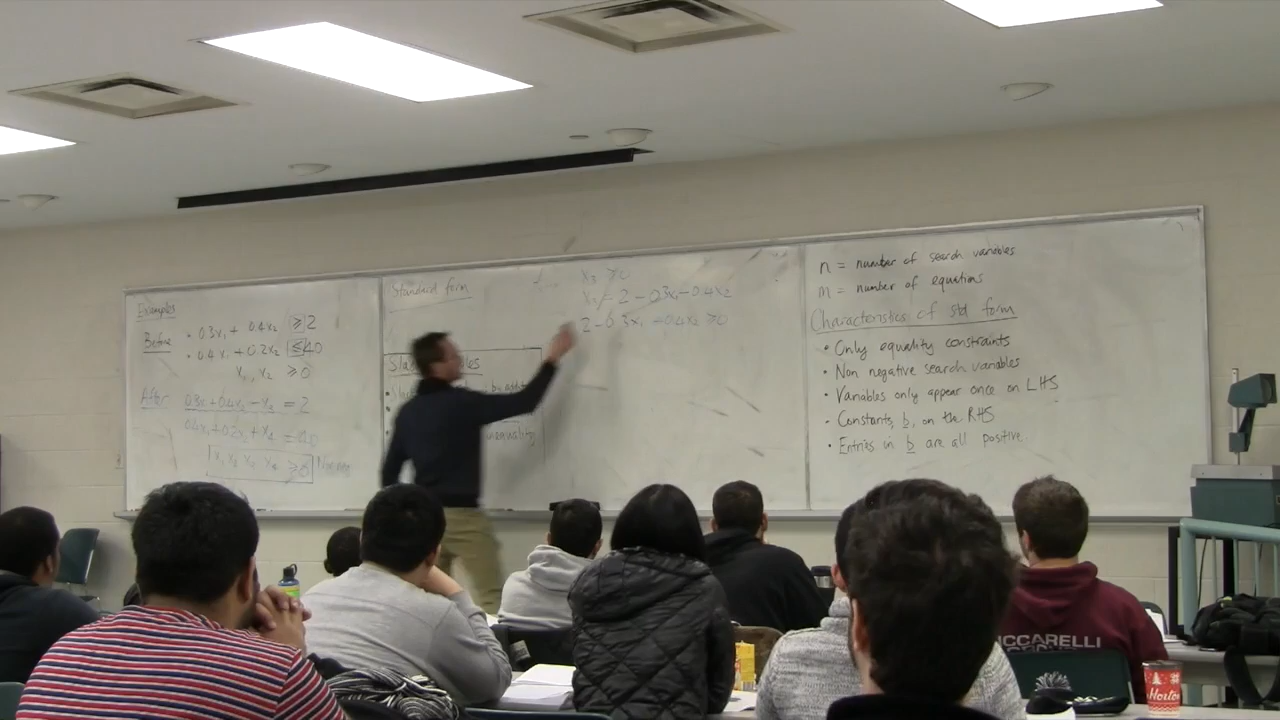 Examples
Before
• 0.3x₁ + 0.4x₂ ≥ 2
• 0.4x₁ + 0.2x₂ ≤ 40
x₁, x₂ ≥ 0
After
0.3x₁ + 0.4x₂ - x₃ = 2
0.4x₁ + 0.2x₂ + x₄ = 40
x₁ x₂ x₃ x₄ ≥ 0
Standard form
by
x₃ ≥ 0
2 - 0.3x₁ - 0.4x₂
2 - 0.3x₁ - 0.4x₂ ≥ 0
n = number of search variables
m = number of equations
Characteristics of std form
• Only equality constraints
• Non negative search variables
• Variables only appear once on LHS
• Constants, b, on the RHS
• Entries in b are all positive.
CCARELLI
Horton